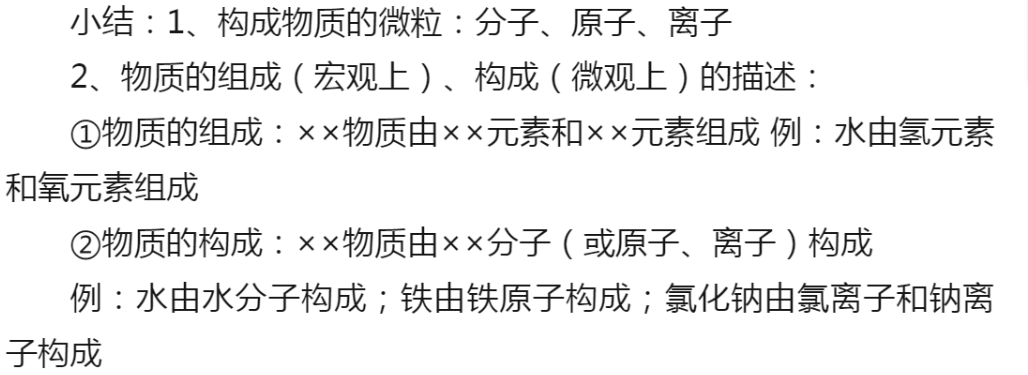 小结：1、构成物质的微粒：分子、原子、离子
2、物质的组成（宏观上）、构成（微观上）的描述：
①物质的组成：××物质由××元素和××元素组成 例：水由氢元素
和氧元素组成
②物质的构成：××物质由××分子（或原子、离子）构成
例：水由水分子构成；铁由铁原子构成；氯化钠由氯离子和钠离
子构成